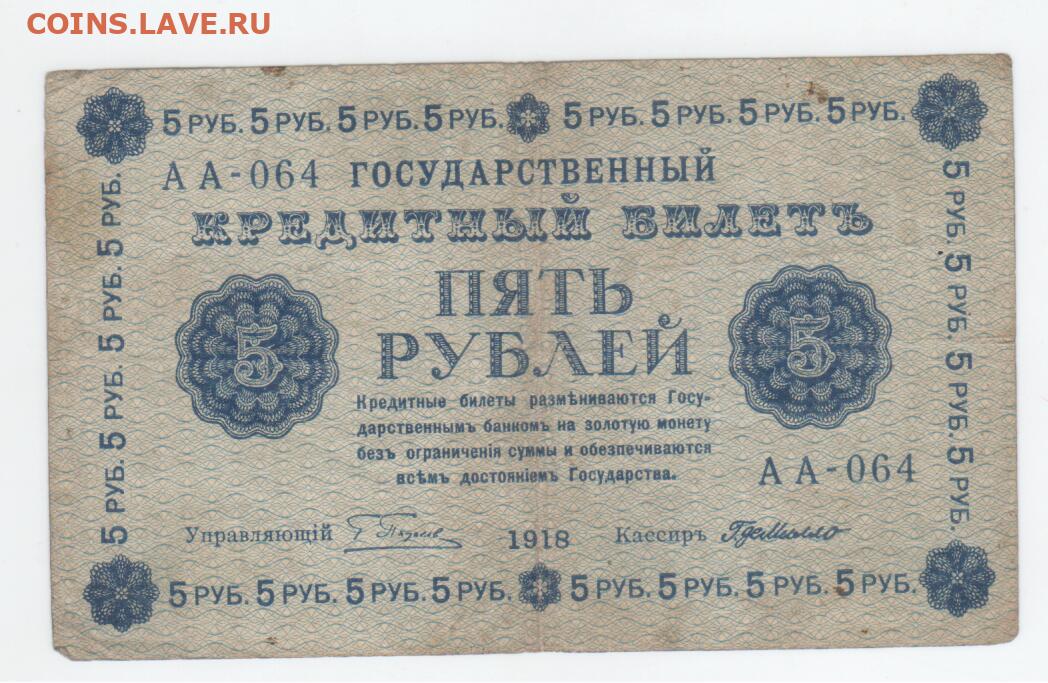 COINS.LAVE.RU
5 РУБ. 5 РУБ. 5 РУБ. 5 РУБ. 5 РУБ. 5 РУБ. 5 РУБ. 5 РУБ.
АА-064 ГОСУДАРСТВЕННЫЙ
КРЕДИТНЫЙ БИЛЕТЪ
ПЯТЬ
РУБЛЕЙ
5
5
Кредитные билеты размѣниваются Госу-
дарственнымъ банкомъ на золотую монету
безъ ограниченія суммы и обезпечиваются
всѣмъ достояніемъ Государства.
АА-064
Управляющій
1918
Кассиръ
5 РУБ. 5 РУБ. 5 РУБ. 5 РУБ.
5 РУБ. 5 РУБ. 5 РУБ. 5 РУБ.
5 РУБ. 5 РУБ. 5 РУБ. 5 РУБ. 5 РУБ. 5 РУБ. 5 РУБ. 5 РУБ.